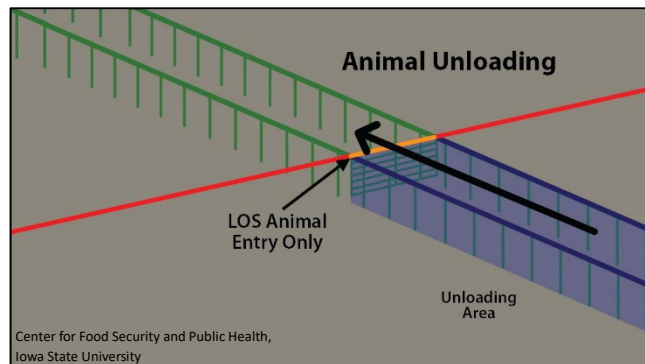 Animal Unloading
LOS Animal
Entry Only
Unloading
Area
Center for Food Security and Public Health,
Iowa State University